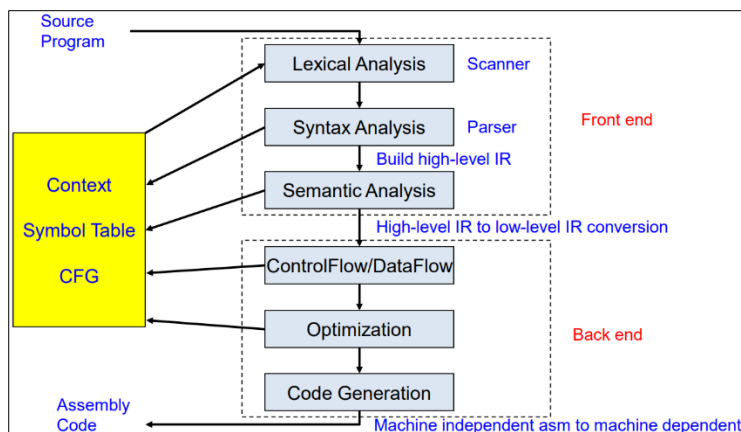 Source
Program
Lexical Analysis
Scanner
Front end
Syntax Analysis
Parser
Build high-level IR
Context
Semantic Analysis
Symbol Table
High-level IR to low-level IR conversion
CFG
ControlFlow/DataFlow
Optimization
Back end
Code Generation
Assembly
Code
Machine independent asm to machine dependent